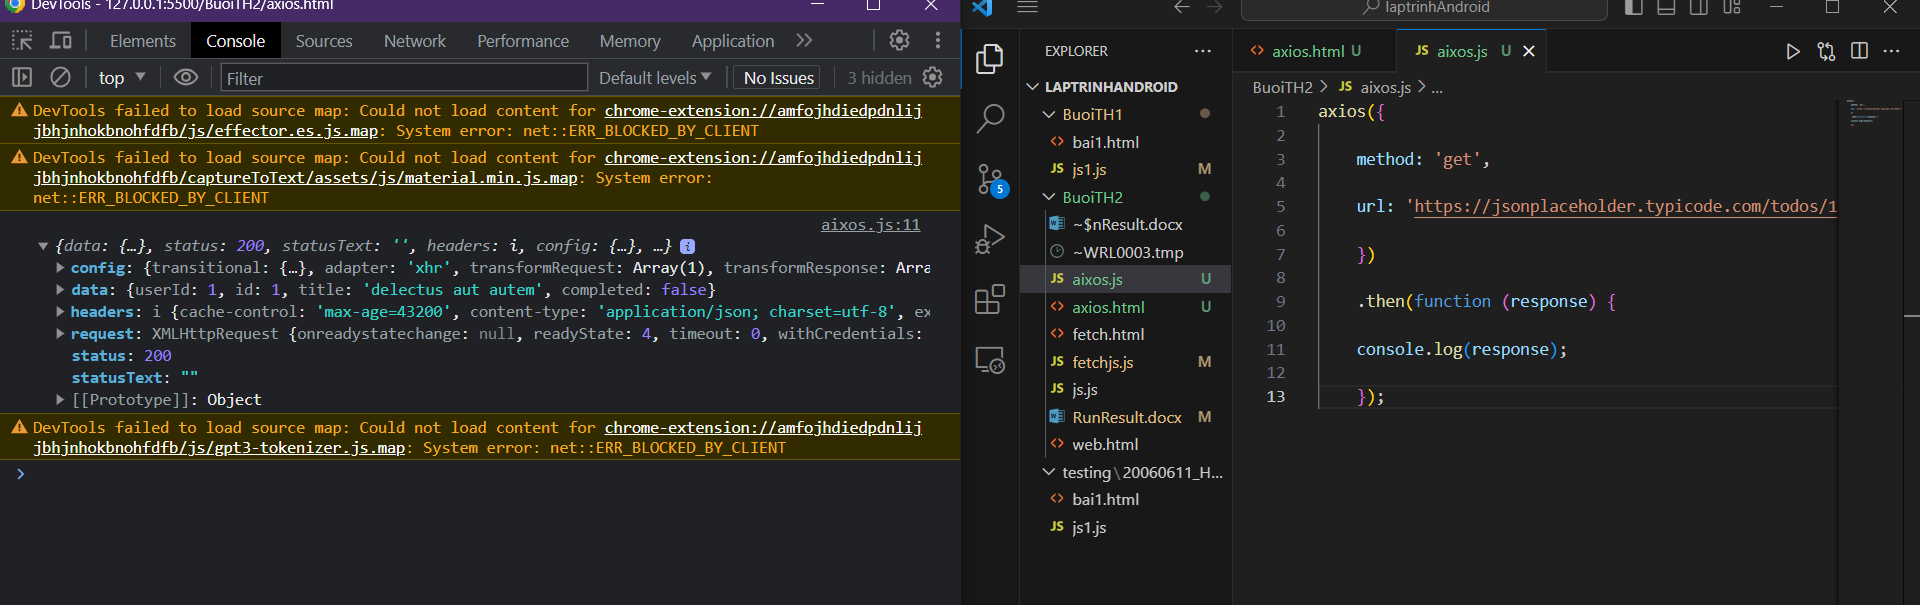 DevTools - 127.0.0.1:5500/BuoiTH2/axios.html
Elements Console Sources Network Performance Memory Application
top Filter Default levels No Issues 3 hidden
DevTools failed to load source map: Could not load content for chrome-extension://amfojhdiedpdnlij
jbhjnhokbnohfdfb/js/effector.es.js.map: System error: net::ERR_BLOCKED_BY_CLIENT
DevTools failed to load source map: Could not load content for chrome-extension://amfojhdiedpdnlij
jbhjnhokbnohfdfb/captureToText/assets/js/material.min.js.map: System error:
net::ERR_BLOCKED_BY_CLIENT
aixos.js:11
{data: {…}, status: 200, statusText: '', headers: i, config: {…}, …} i
config: {transitional: {…}, adapter: 'xhr', transformRequest: Array(1), transformResponse: Arra
data: {userId: 1, id: 1, title: 'delectus aut autem', completed: false}
headers: i {cache-control: 'max-age=43200', content-type: 'application/json; charset=utf-8', ex
request: XMLHttpRequest {onreadystatechange: null, readyState: 4, timeout: 0, withCredentials:
status: 200
statusText: ""
[[Prototype]]: Object
DevTools failed to load source map: Could not load content for chrome-extension://amfojhdiedpdnlij
jbhjnhokbnohfdfb/js/gpt3-tokenizer.js.map: System error: net::ERR_BLOCKED_BY_CLIENT
laptrinhAndroid
5
EXPLORER
LAPTRINHANDROID
BuoiTH1
bai1.html
JS js1.js M
BuoiTH2
~$nResult.docx
~WRL0003.tmp
JS aixos.js U
axios.html U
fetch.html
JS fetchjs.js M
JS js.js
RunResult.docx M
web.html
testing\20060611_H...
bai1.html
JS js1.js
axios.html U
JS aixos.js U
BuoiTH2 > JS aixos.js > ...
1 axios({
2
3 method: 'get',
4
5 url: 'https://jsonplaceholder.typicode.com/todos/1
6
7 })
8
9 .then(function (response) {
10
11 console.log(response);
12
13 });